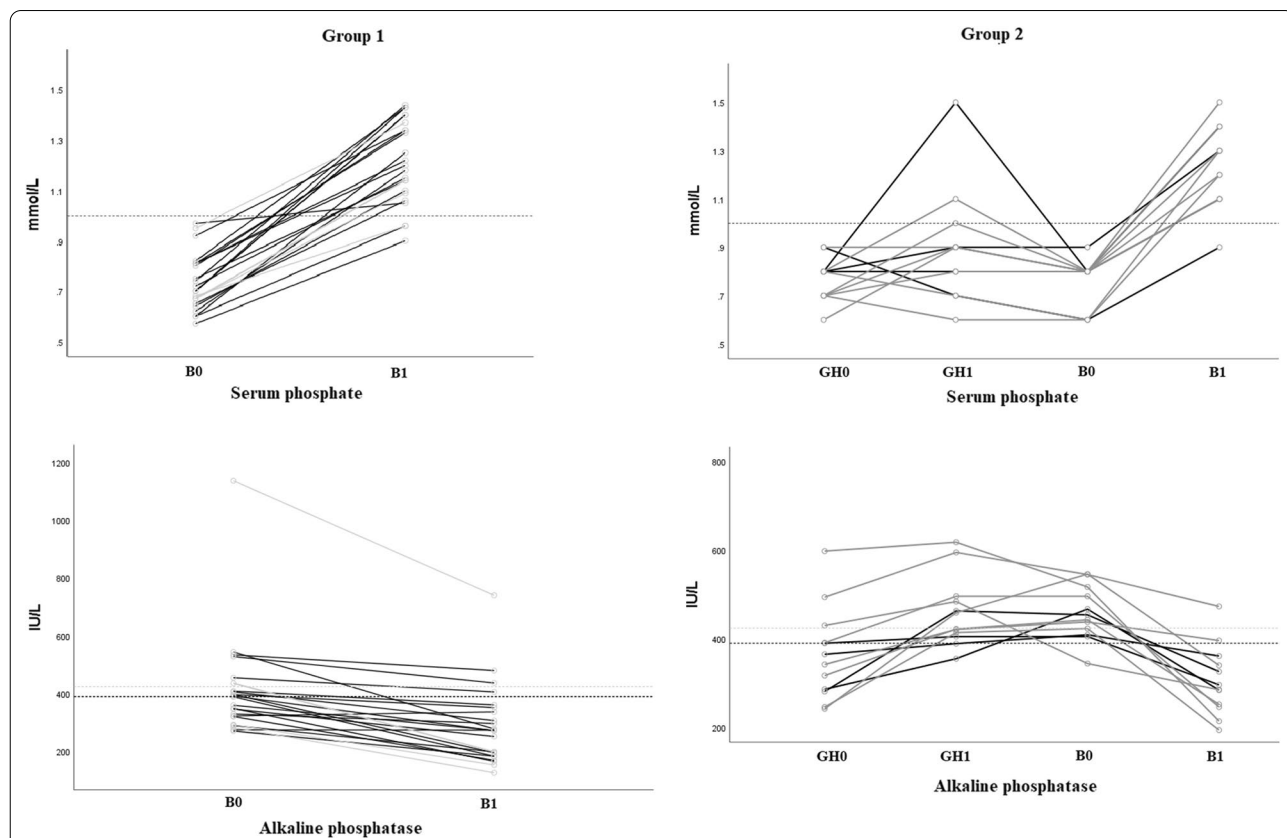 Group 1
1.5
1.3
1.1
.9
.7
.5
mmol/L
B0 B1
Serum phosphate
Group 2
1.5
1.3
1.1
.9
.7
.5
mmol/L
GH0 GH1 B0 B1
Serum phosphate
1200
1000
800
600
400
200
IU/L
B0 B1
Alkaline phosphatase
800
600
400
200
IU/L
GH0 GH1 B0 B1
Alkaline phosphatase